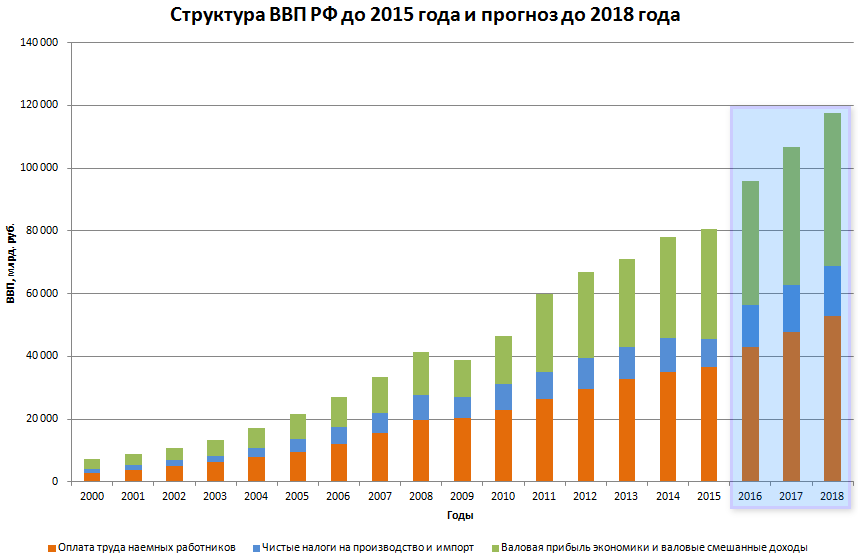 Структура ВВП РФ до 2015 года и прогноз до 2018 года
140 000
120 000
100 000
80 000
60 000
40 000
20 000
0
ВВП, млрд. руб.
2000 2001 2002 2003 2004 2005 2006 2007 2008 2009 2010 2011 2012 2013 2014 2015 2016 2017 2018
Годы
Оплата труда наемных работников Чистые налоги на производство и импорт Валовая прибыль экономики и валовые смешанные доходы